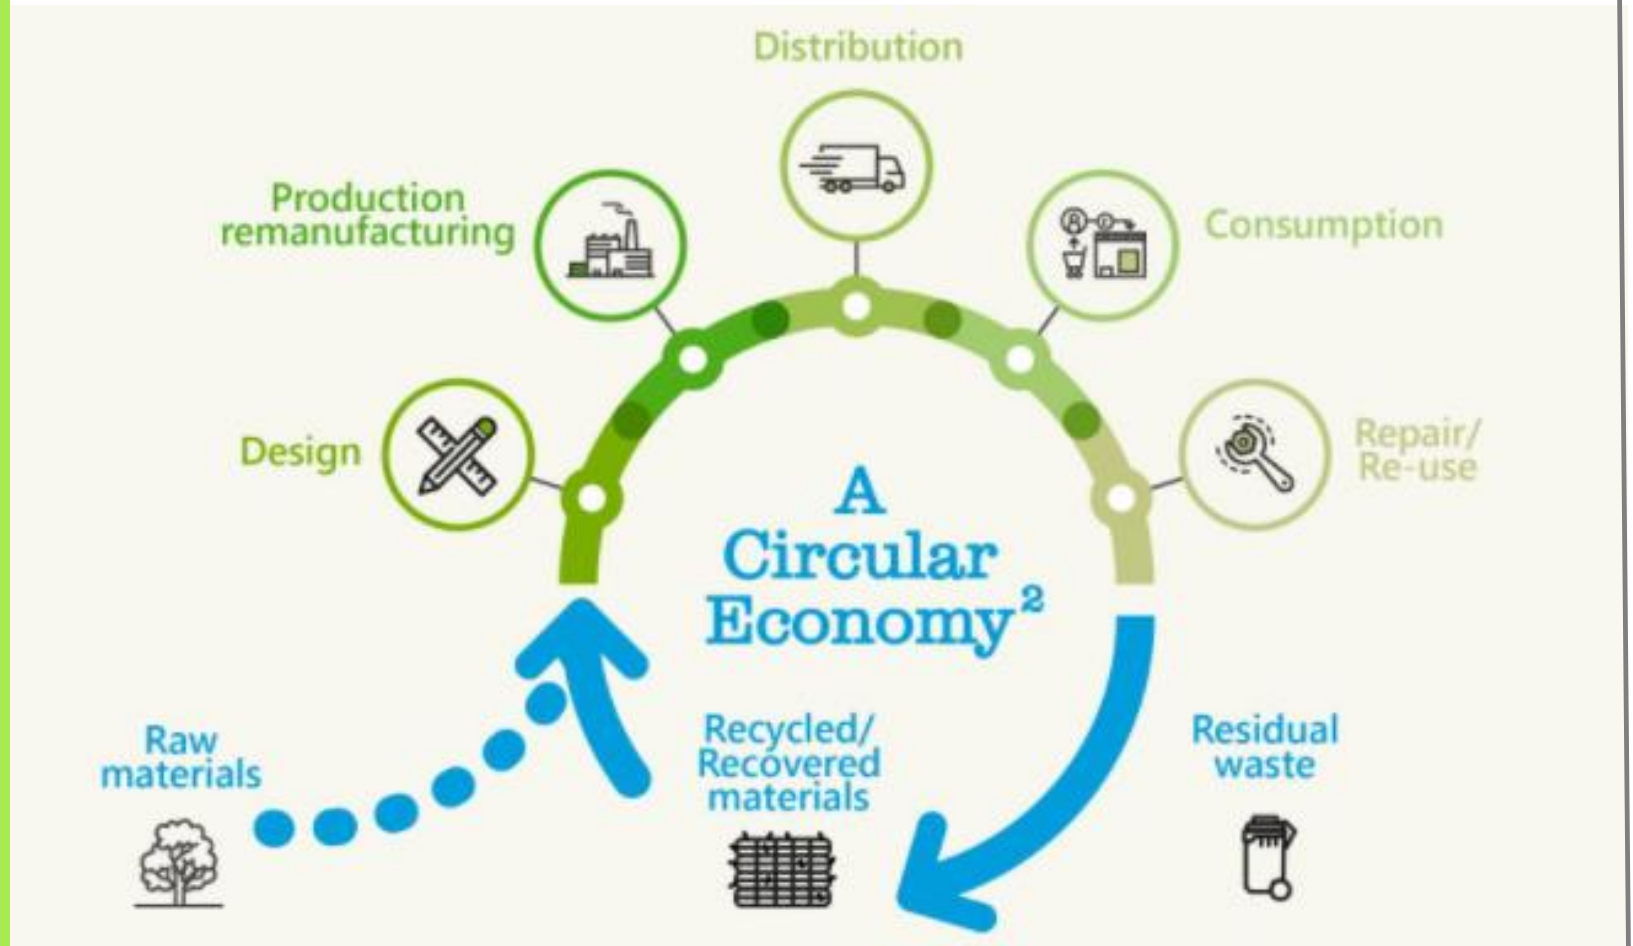 Distribution
Production
remanufacturing
Consumption
Design
Repair/
Re-use
A
Circular
Economy²
Raw
materials
Recycled/
Recovered
materials
Residual
waste